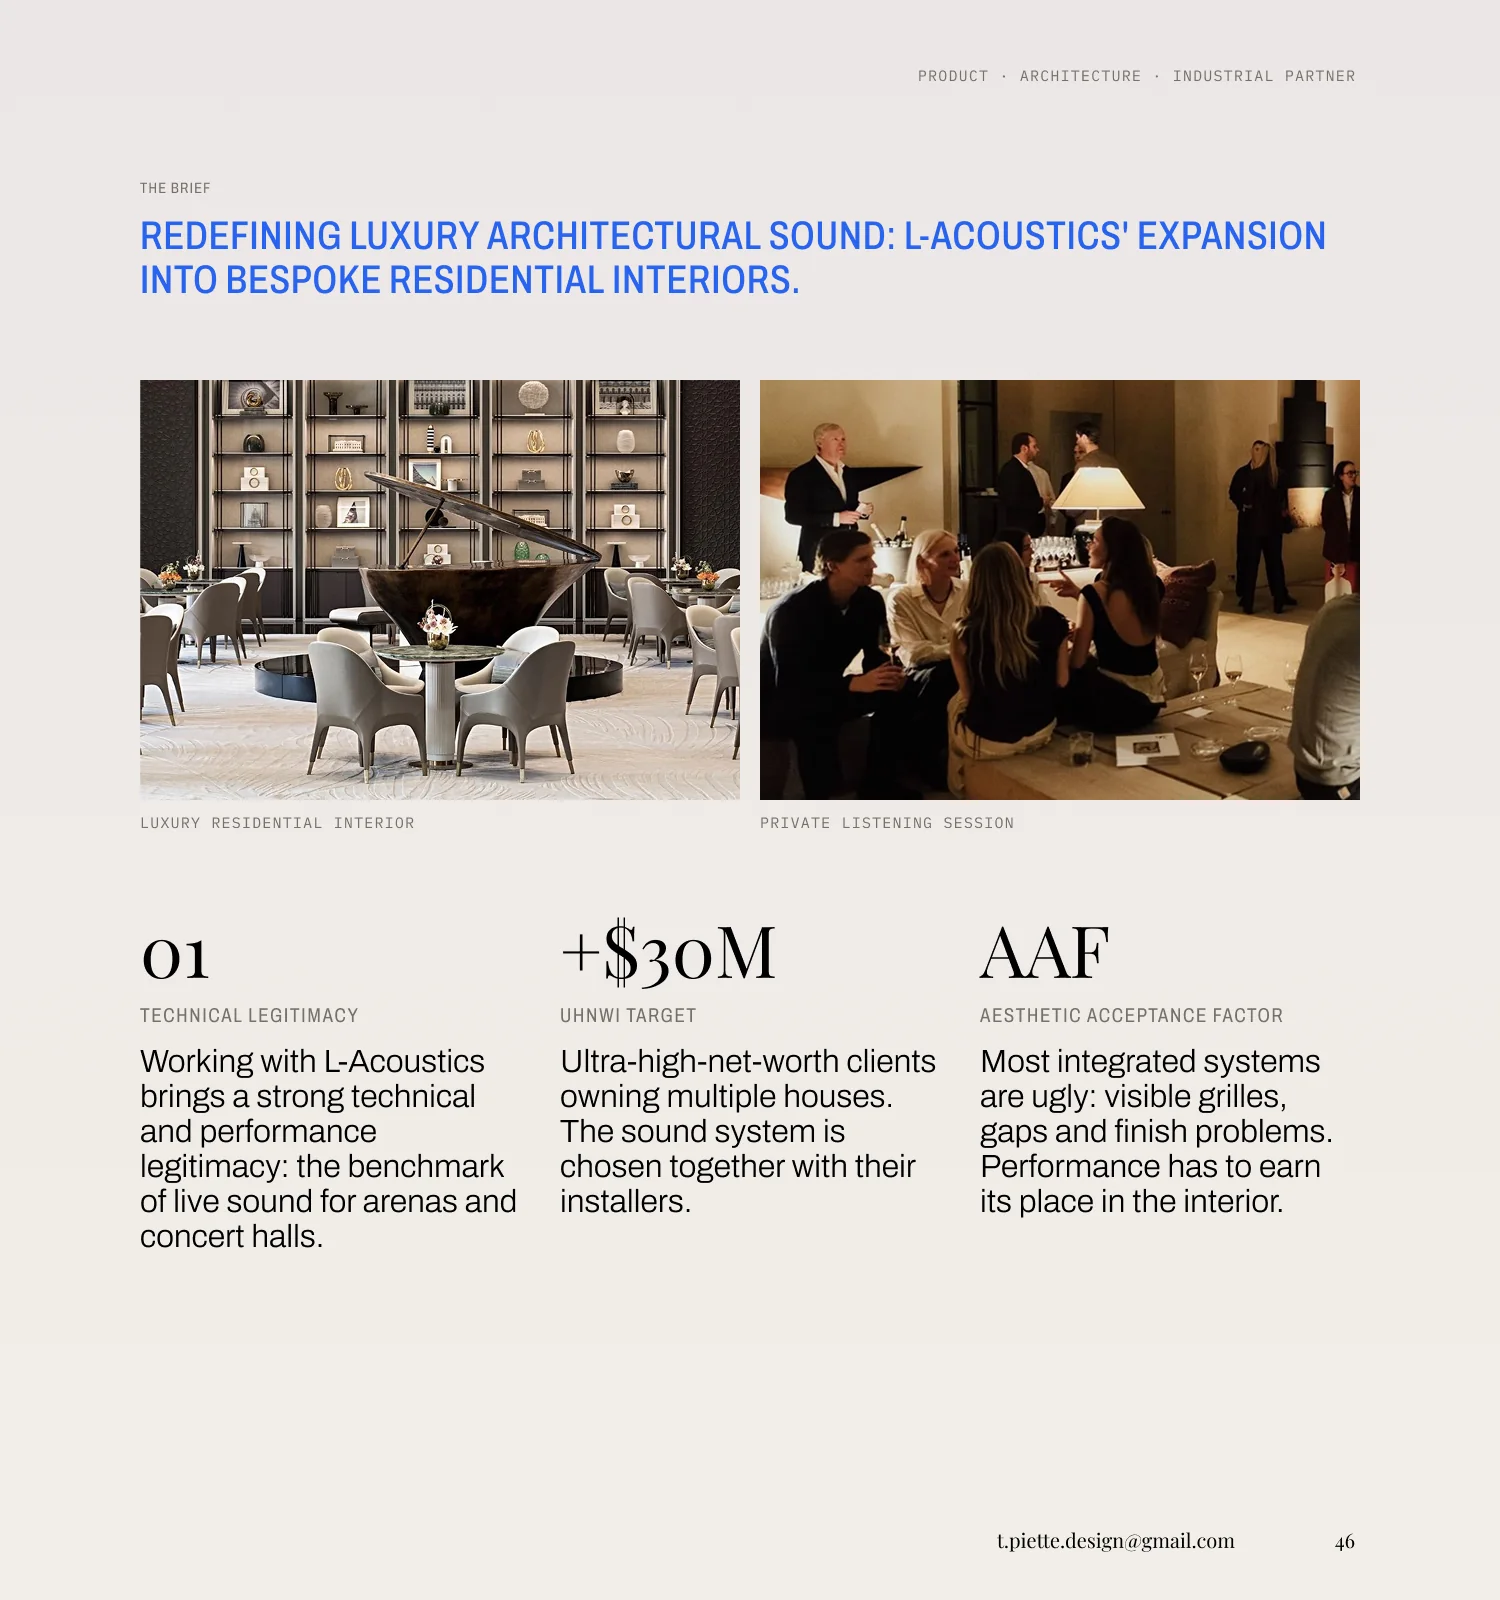 PRODUCT · ARCHITECTURE · INDUSTRIAL PARTNER
THE BRIEF
REDEFINING LUXURY ARCHITECTURAL SOUND: L-ACOUSTICS' EXPANSION
INTO BESPOKE RESIDENTIAL INTERIORS.
LUXURY RESIDENTIAL INTERIOR
PRIVATE LISTENING SESSION
01
TECHNICAL LEGITIMACY
Working with L-Acoustics
brings a strong technical
and performance
legitimacy: the benchmark
of live sound for arenas and
concert halls.
+$30M
UHNWI TARGET
Ultra-high-net-worth clients
owning multiple houses.
The sound system is
chosen together with their
installers.
AAF
AESTHETIC ACCEPTANCE FACTOR
Most integrated systems
are ugly: visible grilles,
gaps and finish problems.
Performance has to earn
its place in the interior.
t.piette.design@gmail.com
46